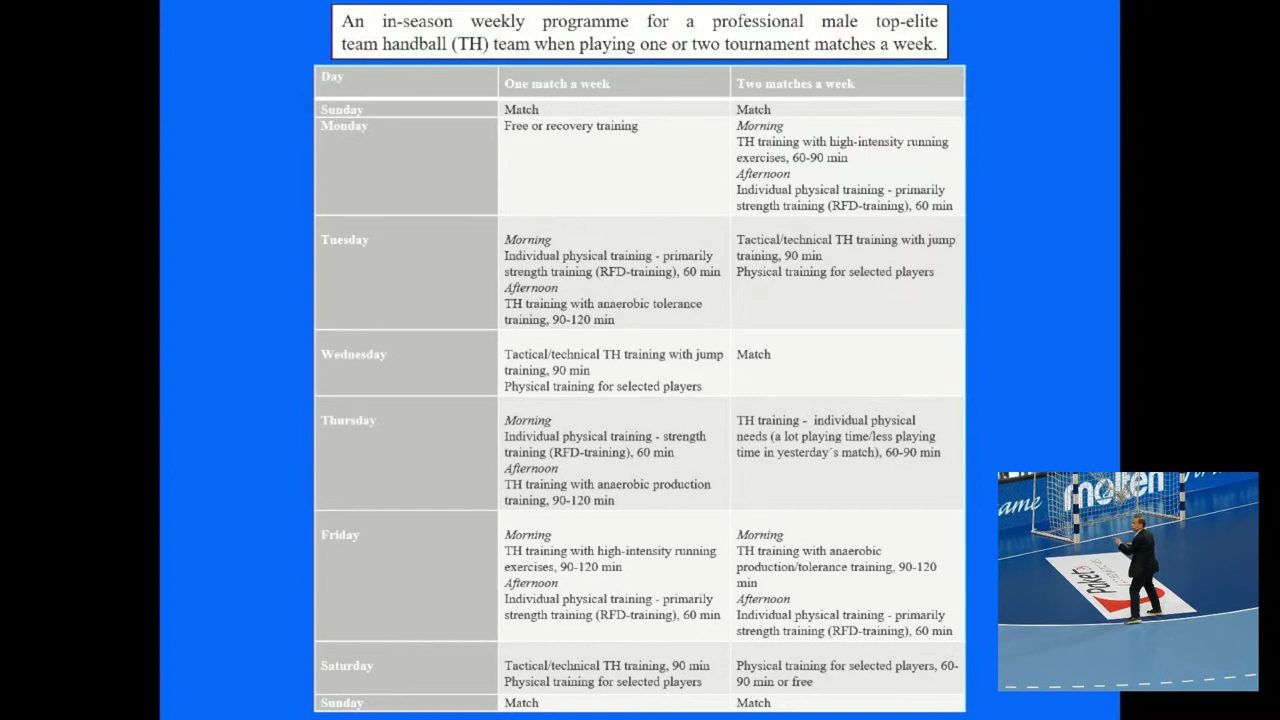 An in-season weekly programme for a professional male top-elite
team handball (TH) team when playing one or two tournament matches a week.
Day
One match a week
Two matches a week
Sunday
Match
Match
Monday
Free or recovery training
Morning
TH training with high-intensity running
exercises, 60-90 min
Afternoon
Individual physical training - primarily
strength training (RFD-training), 60 min
Tuesday
Morning
Individual physical training - primarily
strength training (RFD-training), 60 min
Afternoon
TH training with anaerobic tolerance
training, 90-120 min
Tactical/technical TH training with jump
training, 90 min
Physical training for selected players
Wednesday
Tactical/technical TH training with jump
training, 90 min
Physical training for selected players
Match
Thursday
Morning
Individual physical training - strength
training (RFD-training), 60 min
Afternoon
TH training with anaerobic production
training, 90-120 min
TH training - individual physical
needs (a lot playing time/less playing
time in yesterday´s match), 60-90 min
Friday
Morning
TH training with high-intensity running
exercises, 90-120 min
Afternoon
Individual physical training - primarily
strength training (RFD-training), 60 min
Morning
TH training with anaerobic
production/tolerance training, 90-120
min
Afternoon
Individual physical training - primarily
strength training (RFD-training), 60 min
Saturday
Tactical/technical TH training, 90 min
Physical training for selected players
Physical training for selected players, 60-
90 min or free
Sunday
Match
Match
ame
molten